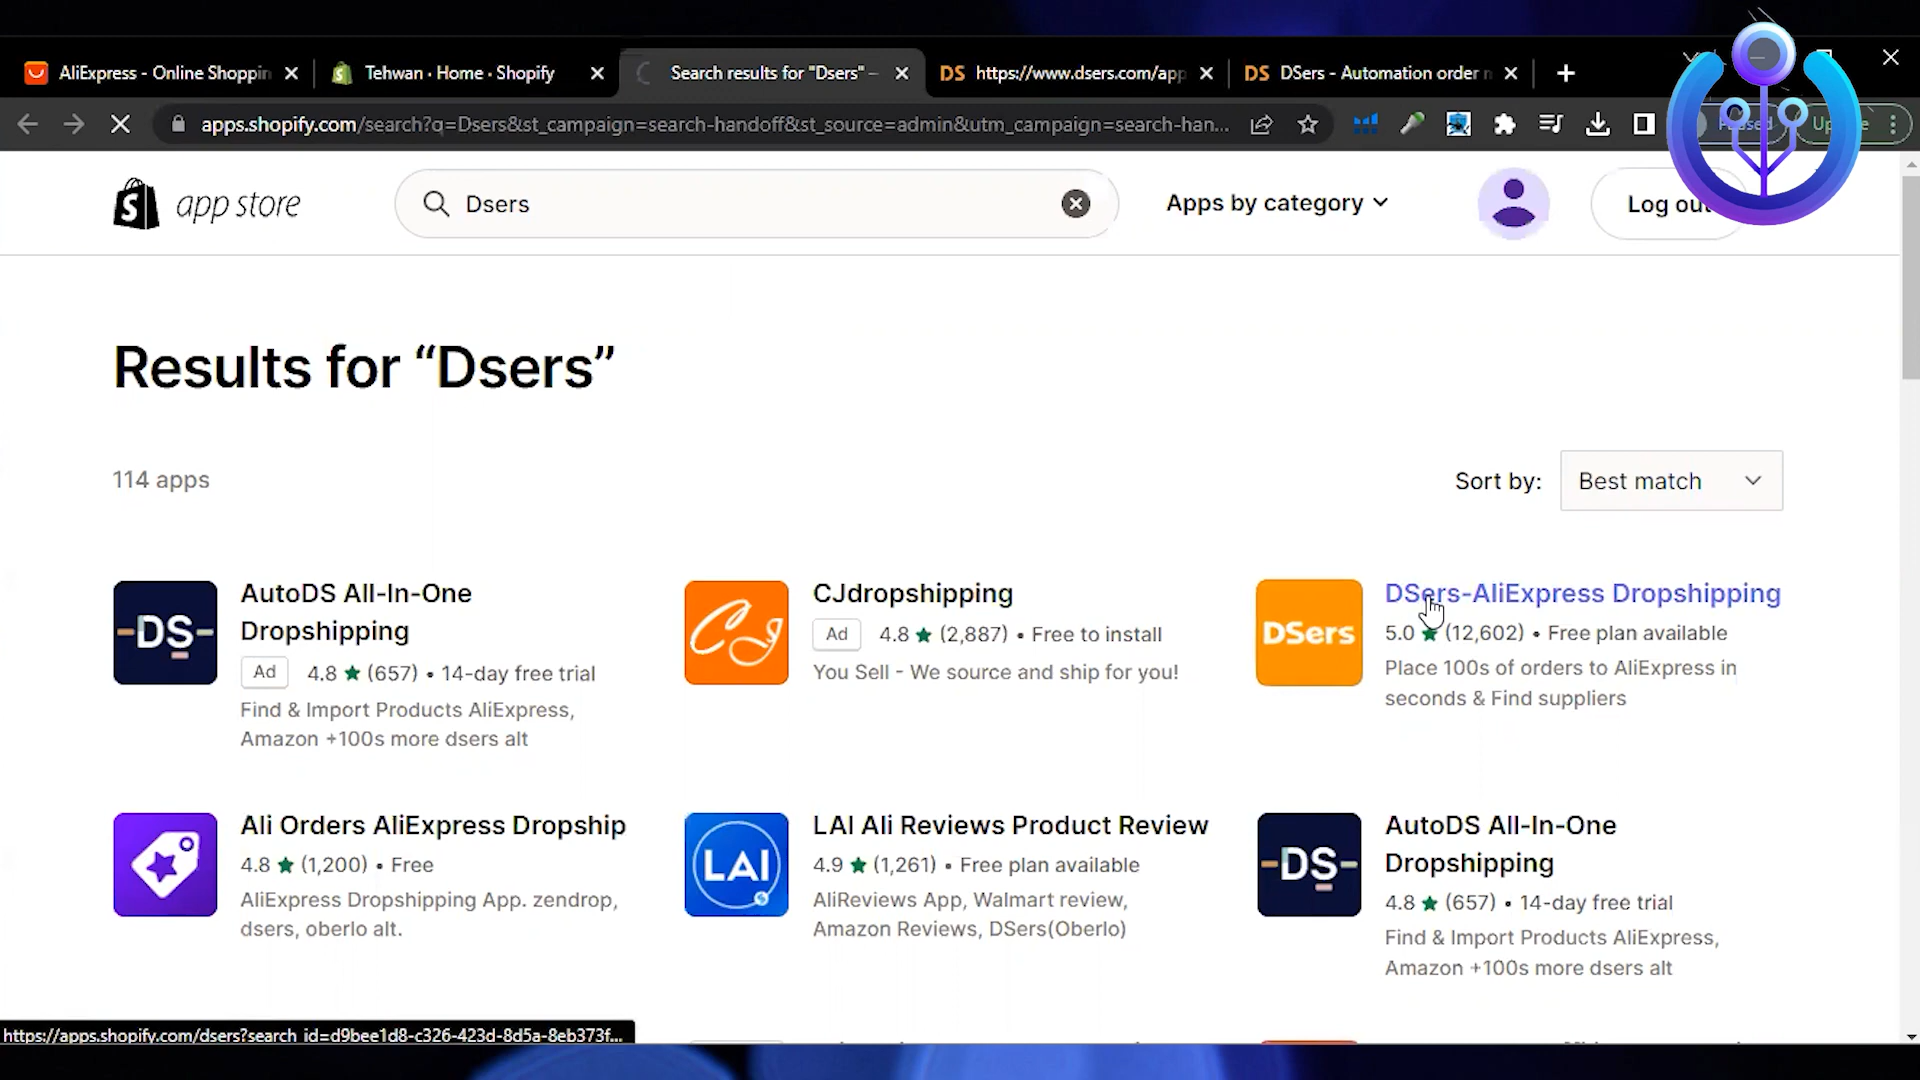 AliExpress - Online Shoppin
Tehwan · Home · Shopify
Search results for "Dsers" –
DS https://www.dsers.com/app
DS DSers - Automation order m
apps.shopify.com/search?q=Dsers&st_campaign=search-handoff&st_source=admin&utm_campaign=search-han...
Paused
app store
Dsers
Apps by category
Log out
Results for “Dsers”
114 apps
Sort by:
Best match
-DS-
AutoDS All-In-One
Dropshipping
Ad 4.8 ★ (657) • 14-day free trial
Find & Import Products AliExpress,
Amazon +100s more dsers alt
CJ
CJdropshipping
Ad 4.8 ★ (2,887) • Free to install
You Sell - We source and ship for you!
DSers
DSers-AliExpress Dropshipping
5.0 ★ (12,602) • Free plan available
Place 100s of orders to AliExpress in
seconds & Find suppliers
Ali Orders AliExpress Dropship
4.8 ★ (1,200) • Free
AliExpress Dropshipping App. zendrop,
dsers, oberlo alt.
LAI
LAI Ali Reviews Product Review
4.9 ★ (1,261) • Free plan available
AliReviews App, Walmart review,
Amazon Reviews, DSers(Oberlo)
-DS-
AutoDS All-In-One
Dropshipping
4.8 ★ (657) • 14-day free trial
Find & Import Products AliExpress,
Amazon +100s more dsers alt
https://apps.shopify.com/dsers?search_id=d9bee1d8-c326-423d-8d5a-8eb373f...